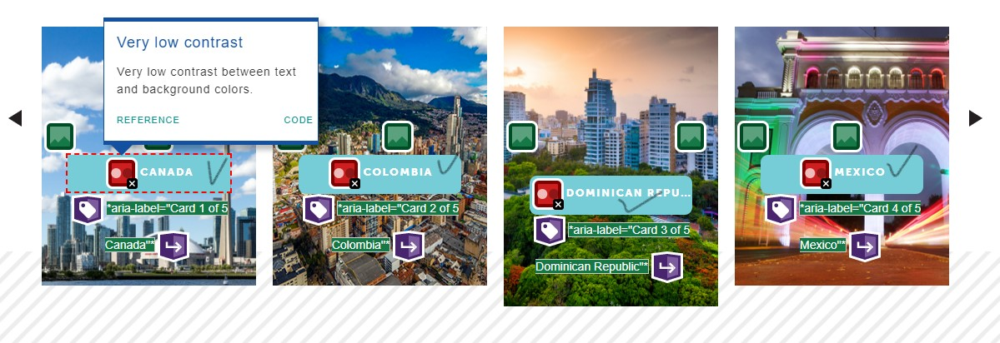 Very low contrast
Very low contrast between text
and background colors.
REFERENCE CODE
CANADA
*aria-label="Card 1 of 5
Canada"*
COLOMBIA
*aria-label="Card 2 of 5
Colombia"*
DOMINICAN REPU...
*aria-label="Card 3 of 5
Dominican Republic"*
MEXICO
*aria-label="Card 4 of 5
Mexico"*